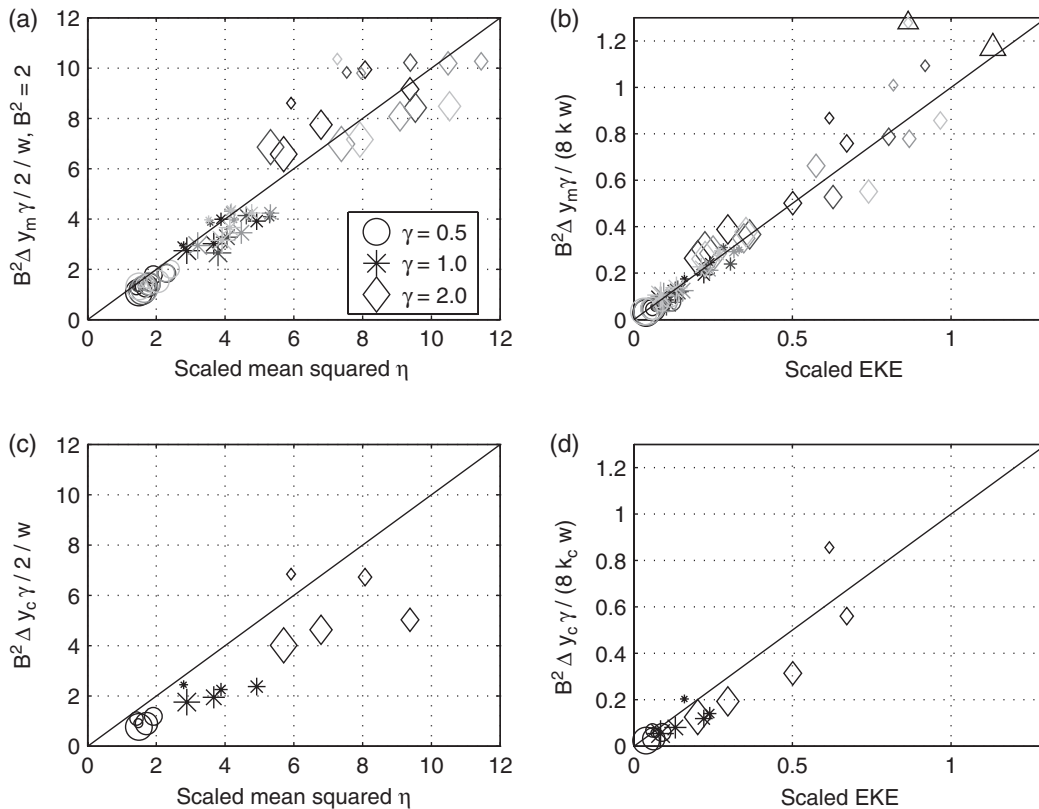 (a)
12
10
8
6
4
2
0
B² Δ yₘ γ / 2 / w, B² = 2
0 2 4 6 8 10 12
Scaled mean squared η
γ = 0.5
γ = 1.0
γ = 2.0
(b)
1.2
1
0.8
0.6
0.4
0.2
0
B² Δ yₘ γ / (8 k w)
0 0.5 1
Scaled EKE
(c)
12
10
8
6
4
2
0
B² Δ y_c γ / 2 / w
0 2 4 6 8 10 12
Scaled mean squared η
(d)
1.2
1
0.8
0.6
0.4
0.2
0
B² Δ y_c γ / (8 k_c w)
0 0.5 1
Scaled EKE